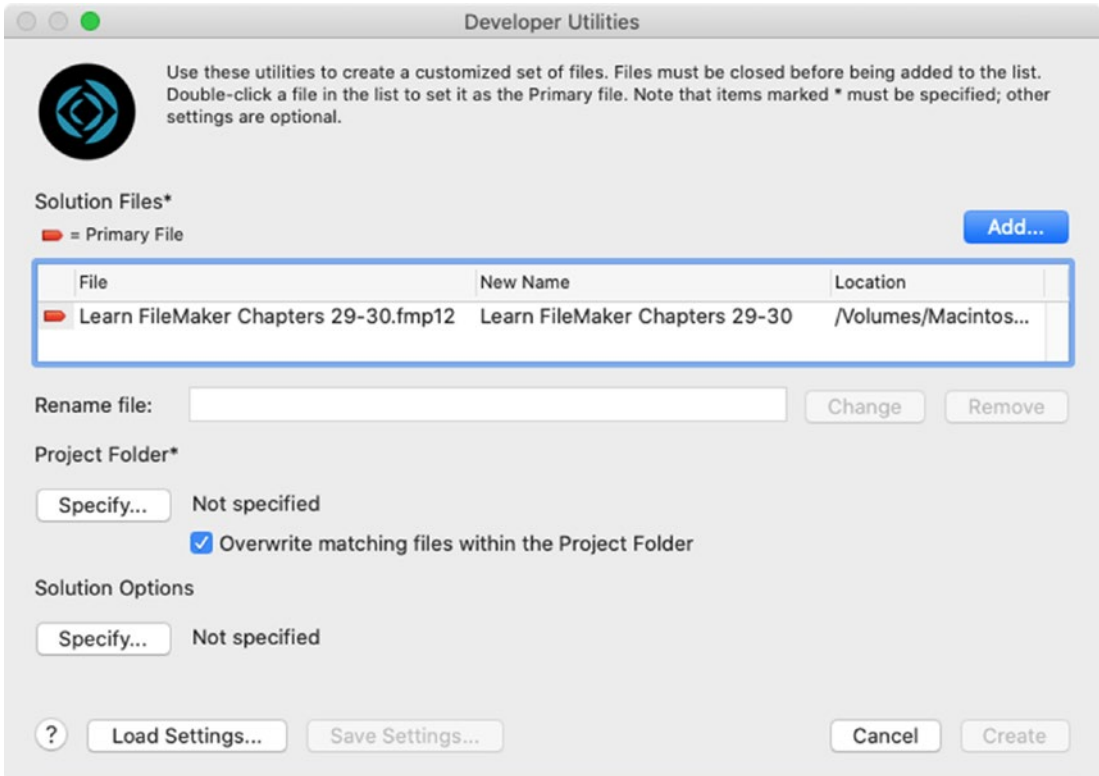 Developer Utilities
Use these utilities to create a customized set of files. Files must be closed before being added to the list.
Double-click a file in the list to set it as the Primary file. Note that items marked * must be specified; other
settings are optional.
Solution Files*
= Primary File
Add...
File New Name Location
Learn FileMaker Chapters 29-30.fmp12 Learn FileMaker Chapters 29-30 /Volumes/Macintos...
Rename file: Change Remove
Project Folder*
Specify... Not specified
Overwrite matching files within the Project Folder
Solution Options
Specify... Not specified
? Load Settings... Save Settings... Cancel Create